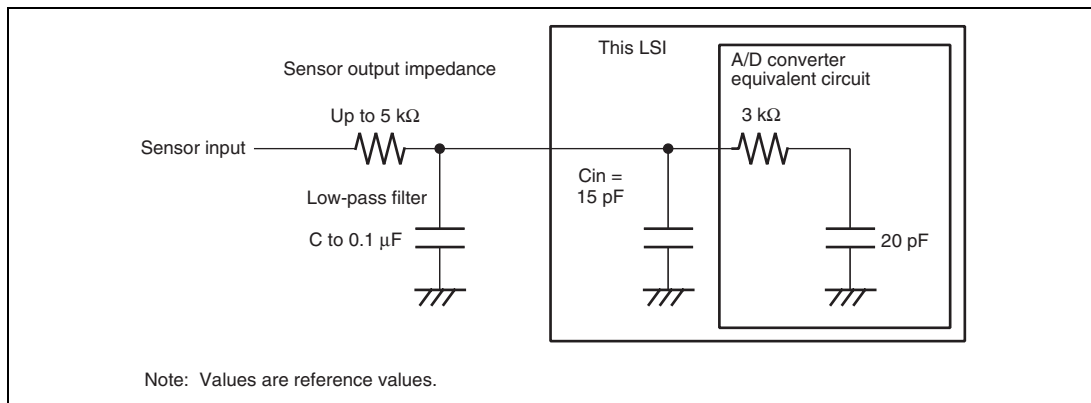 This LSI
A/D converter
equivalent circuit
Sensor output impedance
Up to 5 kΩ
3 kΩ
Sensor input
Cin =
15 pF
Low-pass filter
C to 0.1 μF
20 pF
Note: Values are reference values.